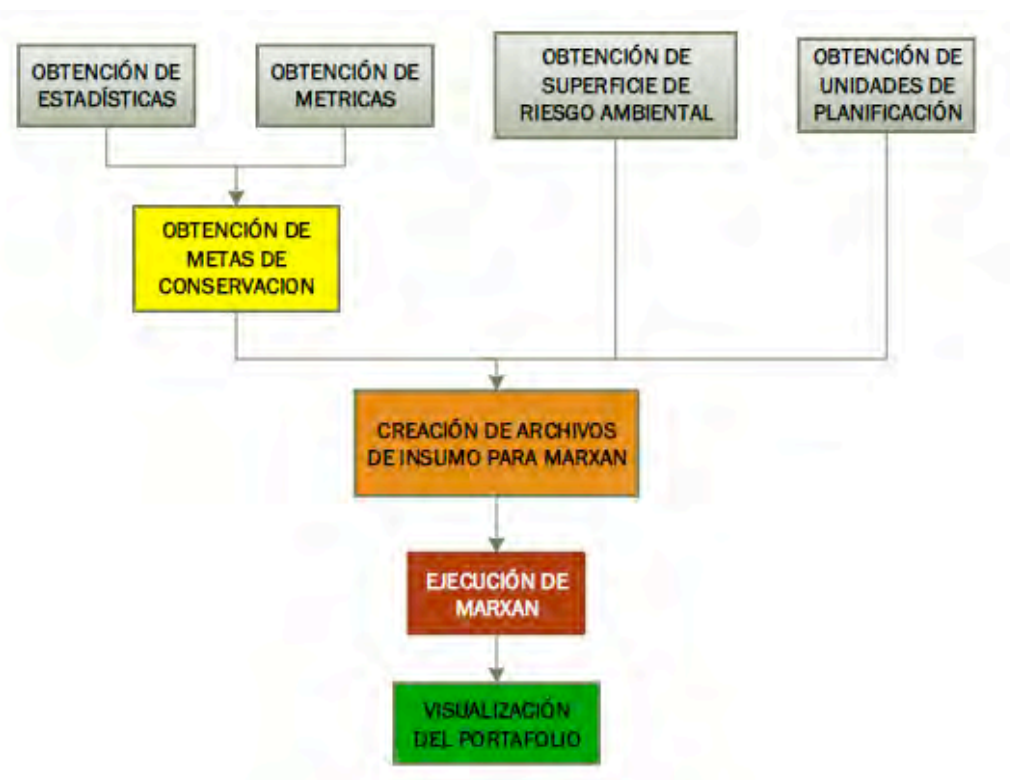 OBTENCIÓN DE
ESTADÍSTICAS
OBTENCIÓN DE
METRICAS
OBTENCIÓN DE
SUPERFICIE DE
RIESGO AMBIENTAL
OBTENCIÓN DE
UNIDADES DE
PLANIFICACIÓN
OBTENCIÓN DE
METAS DE
CONSERVACION
CREACIÓN DE ARCHIVOS
DE INSUMO PARA MARXAN
EJECUCIÓN DE
MARXAN
VISUALIZACIÓN
DEL PORTAFOLIO